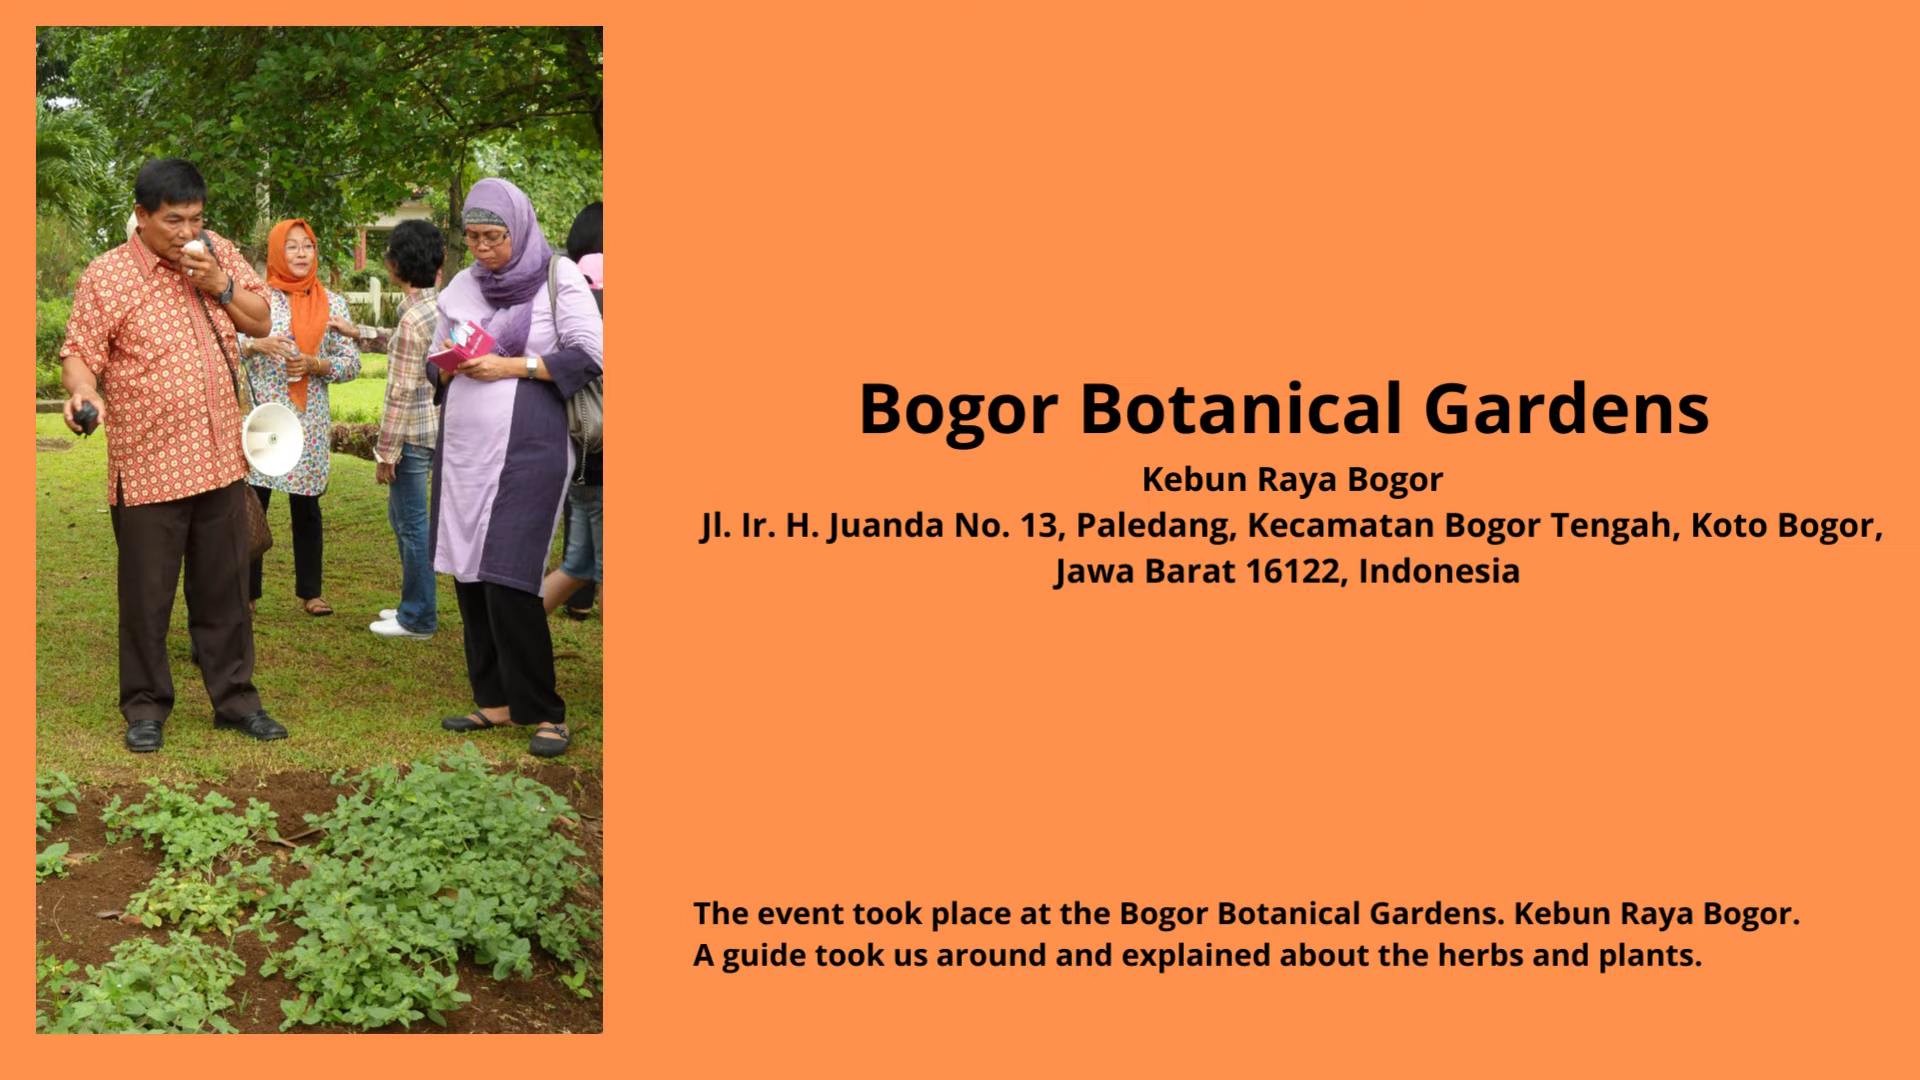 Bogor Botanical Gardens
Kebun Raya Bogor
Jl. Ir. H. Juanda No. 13, Paledang, Kecamatan Bogor Tengah, Koto Bogor,
Jawa Barat 16122, Indonesia
The event took place at the Bogor Botanical Gardens. Kebun Raya Bogor.
A guide took us around and explained about the herbs and plants.